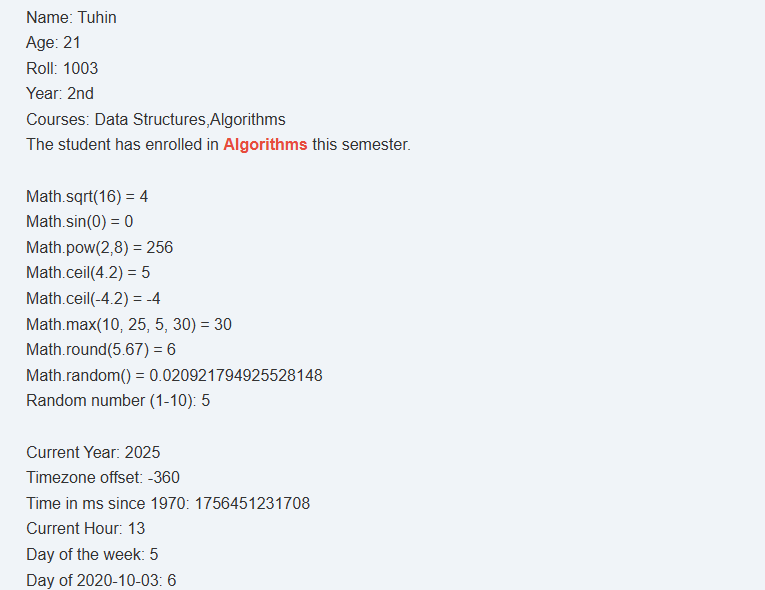 Name: Tuhin
Age: 21
Roll: 1003
Year: 2nd
Courses: Data Structures,Algorithms
The student has enrolled in Algorithms this semester.
Math.sqrt(16) = 4
Math.sin(0) = 0
Math.pow(2,8) = 256
Math.ceil(4.2) = 5
Math.ceil(-4.2) = -4
Math.max(10, 25, 5, 30) = 30
Math.round(5.67) = 6
Math.random() = 0.020921794925528148
Random number (1-10): 5
Current Year: 2025
Timezone offset: -360
Time in ms since 1970: 1756451231708
Current Hour: 13
Day of the week: 5
Day of 2020-10-03: 6